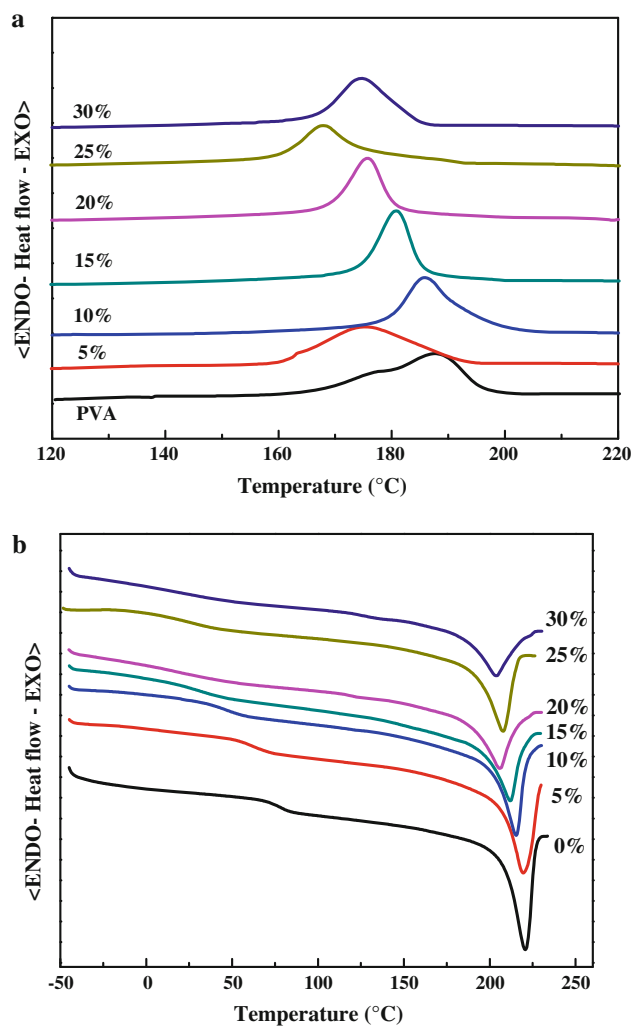 a
30%
25%
20%
15%
10%
5%
PVA
<ENDO- Heat flow - EXO>
120 140 160 180 200 220
Temperature (°C)
b
30%
25%
20%
15%
10%
5%
0%
<ENDO- Heat flow - EXO>
-50 0 50 100 150 200 250
Temperature (°C)